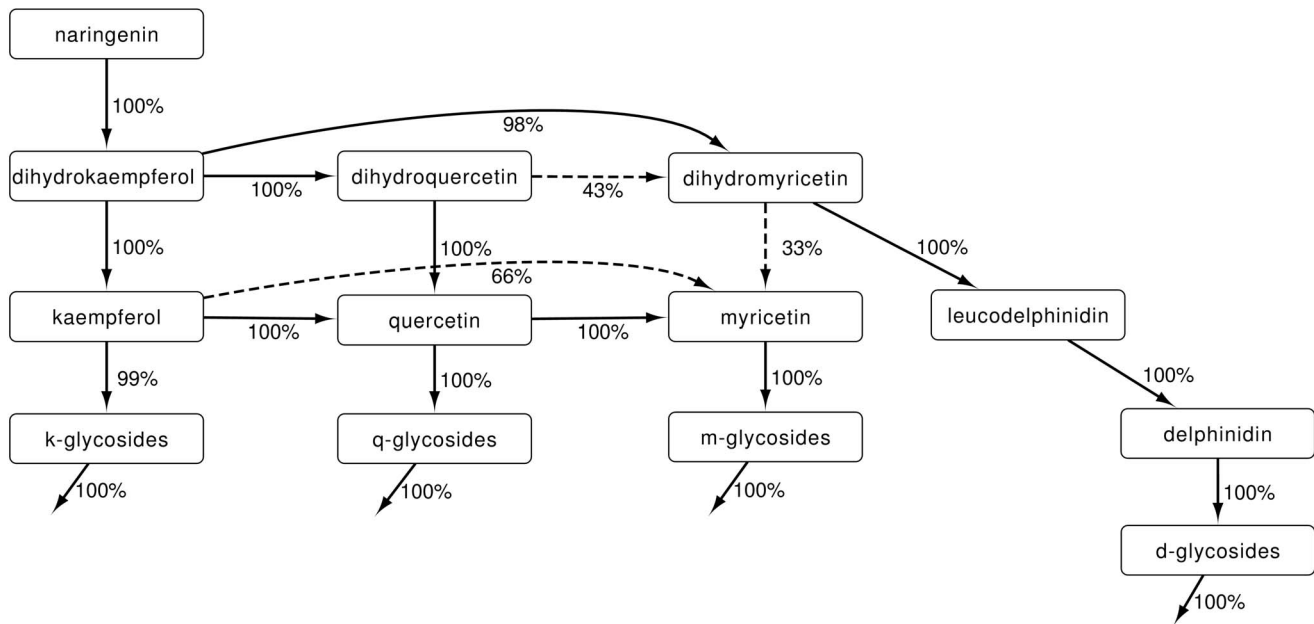 naringenin
100%
98%
dihydrokaempferol
100%
dihydroquercetin
43%
dihydromyricetin
100%
100%
33%
100%
66%
kaempferol
100%
quercetin
100%
myricetin
leucodelphinidin
99%
100%
100%
100%
k-glycosides
q-glycosides
m-glycosides
delphinidin
100%
100%
100%
100%
d-glycosides
100%